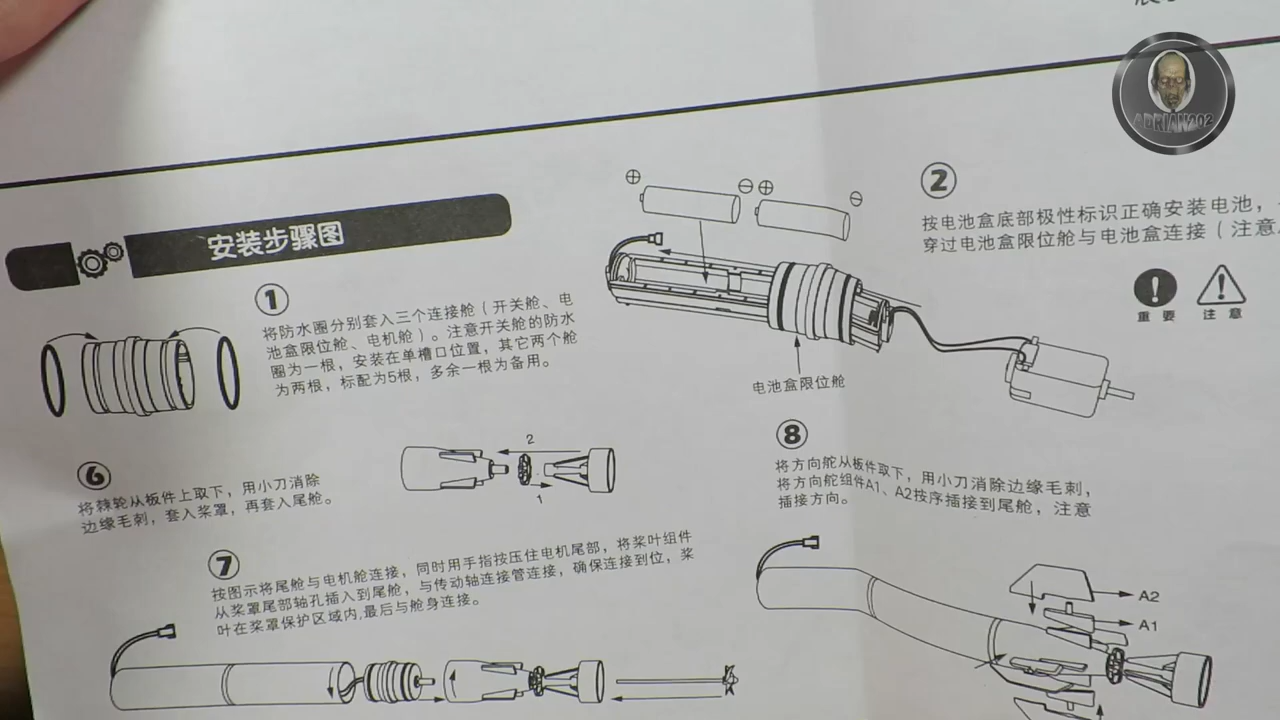 ADRIAN202
安装步骤图
①
将防水圈分别套入三个连接舱（开关舱、电
池盒限位舱、电机舱）。注意开关舱的防水
圈为一根，安装在单槽口位置，其它两个舱
为两根，标配为5根，多余一根为备用。
⊕ ⊖ ⊕ ⊖
电池盒限位舱
②
按电池盒底部极性标识正确安装电池，
穿过电池盒限位舱与电池盒连接（注意
重要 注意
⑥
将棘轮从板件上取下，用小刀消除
边缘毛刺，套入桨罩，再套入尾舱。
2
1
⑦
按图示将尾舱与电机舱连接，同时用手指按压住电机尾部，将桨叶组件
从桨罩尾部轴孔插入到尾舱，与传动轴连接管连接，确保连接到位，桨
叶在桨罩保护区域内,最后与舱身连接。
⑧
将方向舵从板件取下，用小刀消除边缘毛刺，
将方向舵组件A1、A2按序插接到尾舱，注意
插接方向。
A2
A1